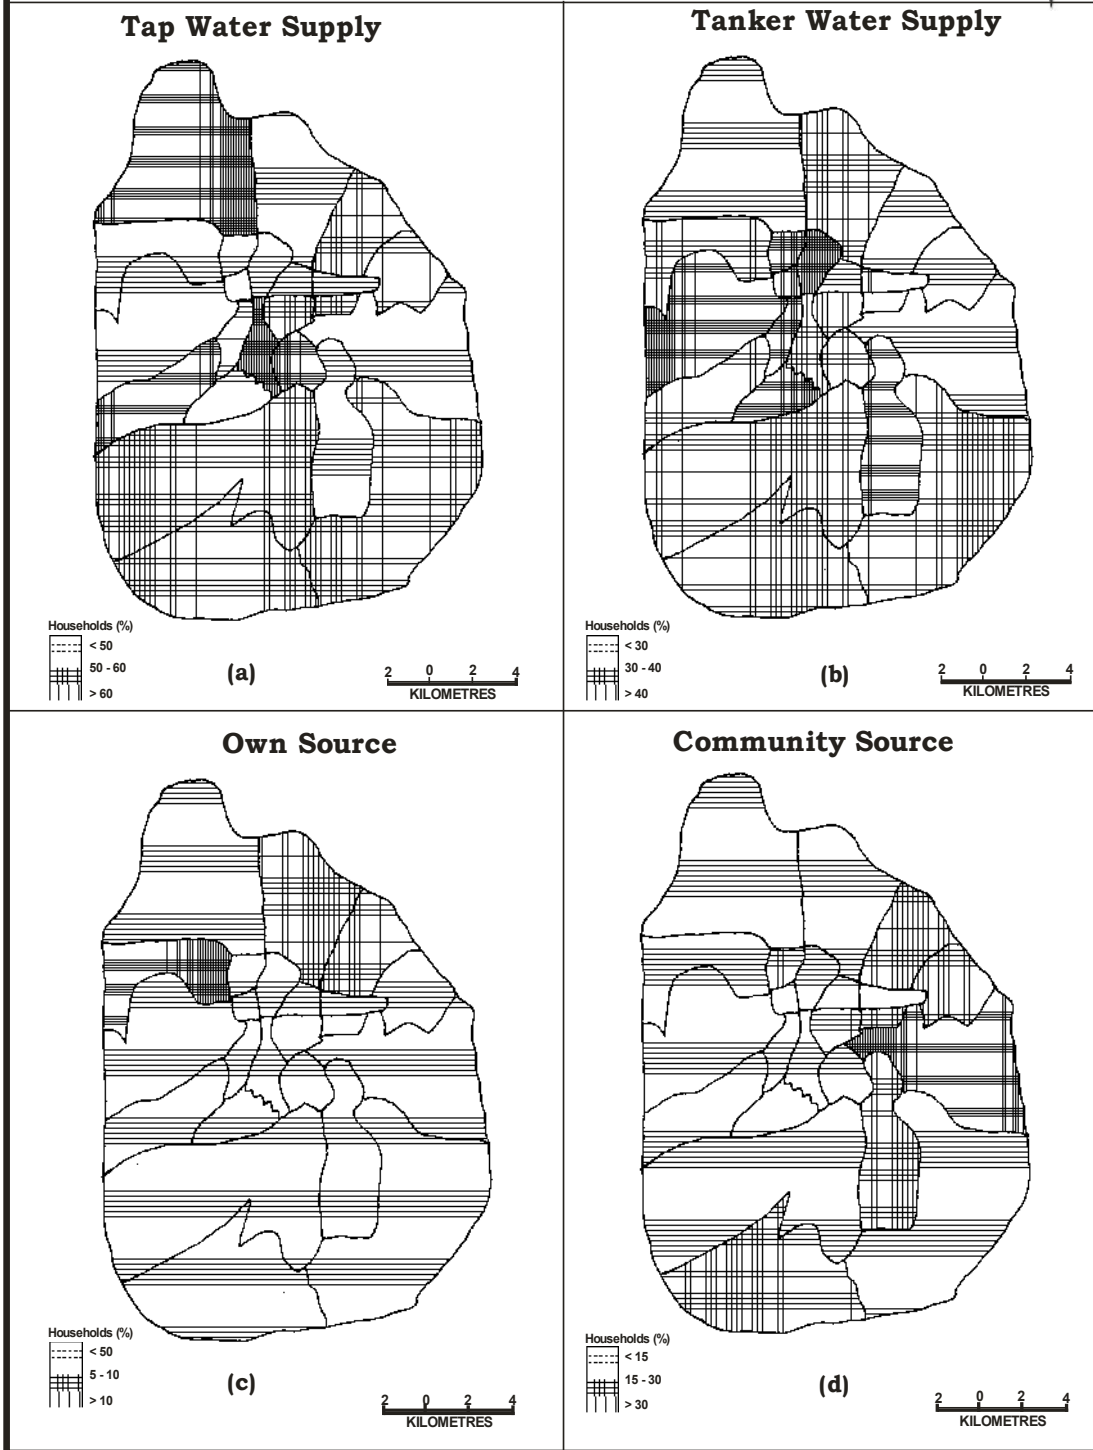 Tap Water Supply
Households (%)
< 50
50 - 60
> 60
(a)
2 0 2 4
KILOMETRES
Tanker Water Supply
Households (%)
< 30
30 - 40
> 40
(b)
2 0 2 4
KILOMETRES
Own Source
Households (%)
< 50
5 - 10
> 10
(c)
2 0 2 4
KILOMETRES
Community Source
Households (%)
< 15
15 - 30
> 30
(d)
2 0 2 4
KILOMETRES